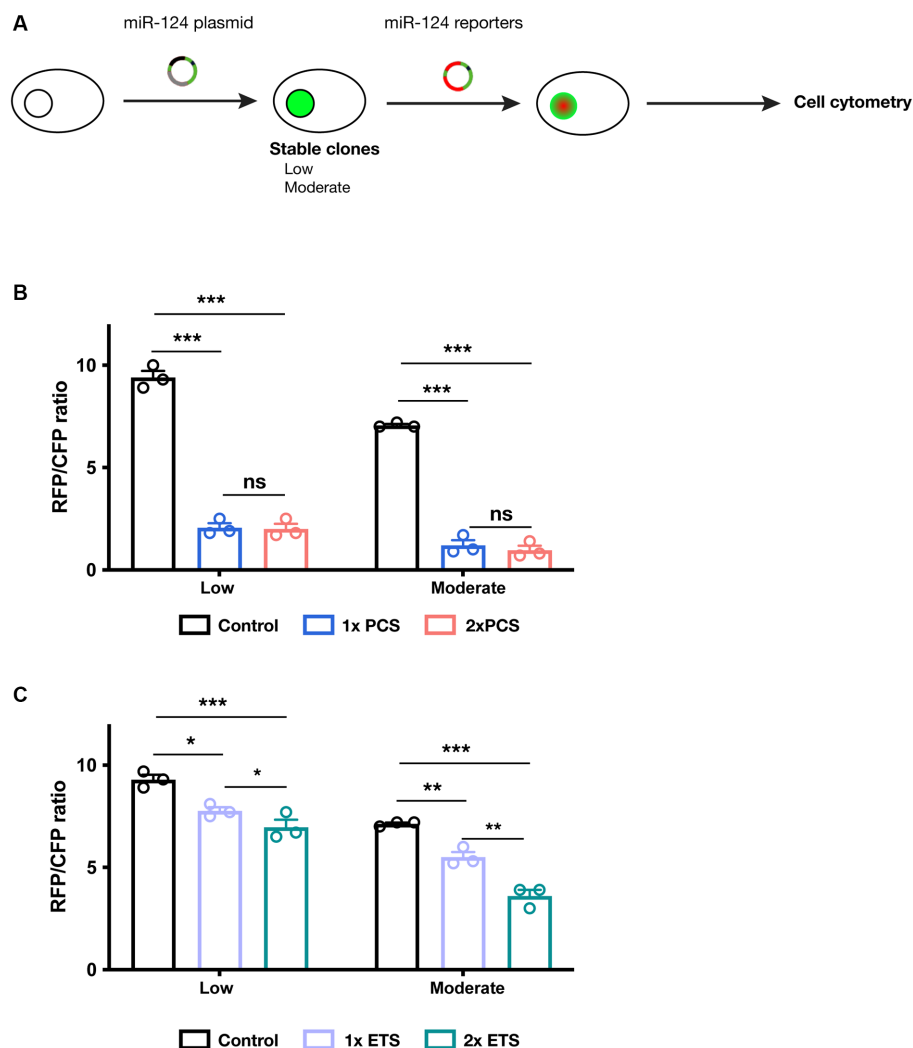 A
miR-124 plasmid
miR-124 reporters
Cell cytometry
Stable clones
Low
Moderate
B
***
***
ns
***
***
ns
RFP/CFP ratio
10
5
0
Low
Moderate
Control
1x PCS
2xPCS
C
***
*
*
***
**
**
RFP/CFP ratio
10
5
0
Low
Moderate
Control
1x ETS
2x ETS